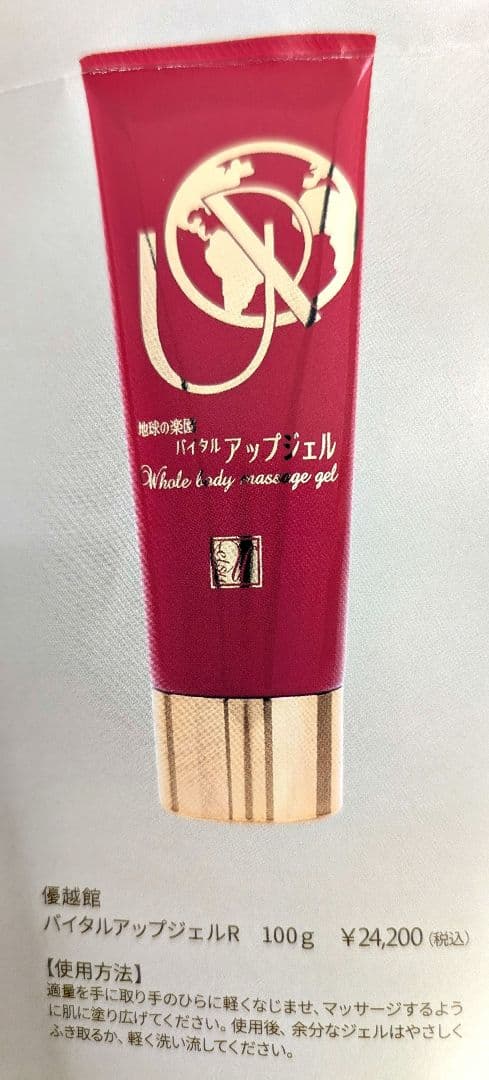 地球の楽園
バイタル アップジェル
Whole body massage gel
優越館
バイタルアップジェルR 100g ¥24,200(税込)
【使用方法】
適量を手に取り手のひらに軽くなじませ、マッサージするよう
に肌に塗り広げてください。使用後、余分なジェルはやさしく
ふき取るか、軽く洗い流してください。